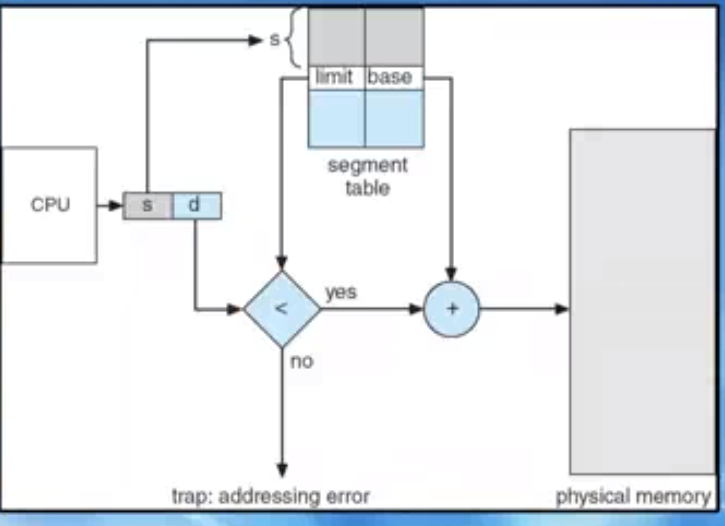 s
limit base
segment
table
CPU
s d
<
yes
+
no
trap: addressing error
physical memory